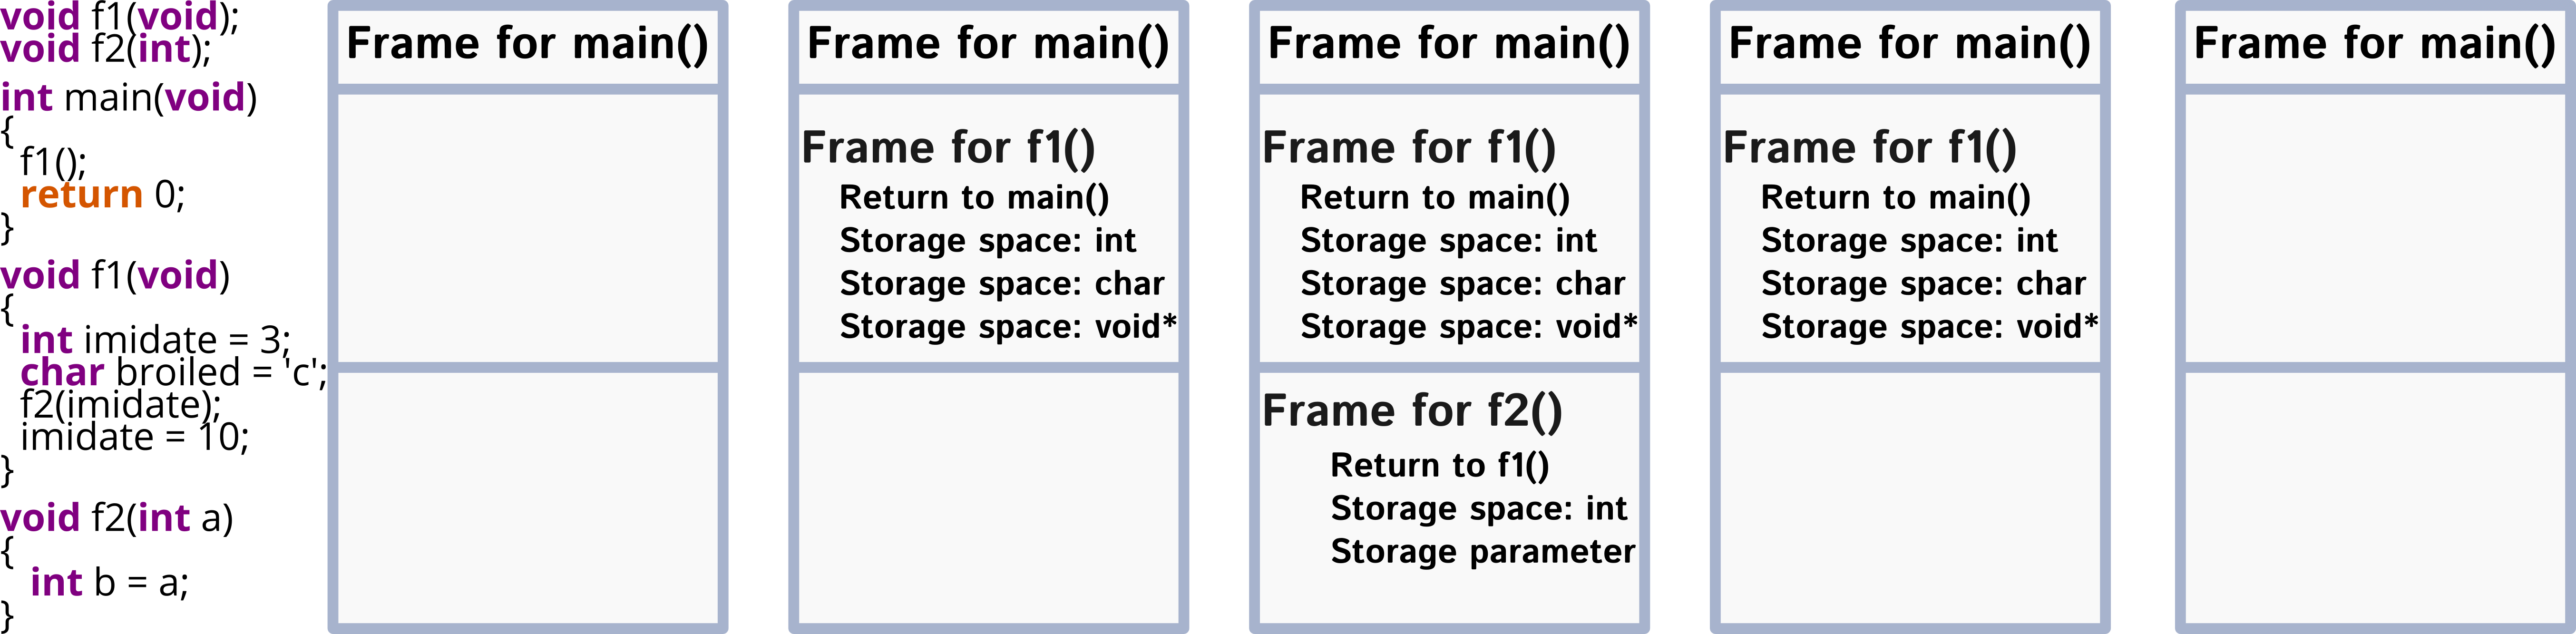 void f1(void);
void f2(int);
int main(void)
{
f1();
return 0;
}
void f1(void)
{
int imidate = 3;
char broiled = 'c';
f2(imidate);
imidate = 10;
}
void f2(int a)
{
int b = a;
}
Frame for main()
Frame for main()
Frame for f1()
Return to main()
Storage space: int
Storage space: char
Storage space: void*
Frame for main()
Frame for f1()
Return to main()
Storage space: int
Storage space: char
Storage space: void*
Frame for f2()
Return to f1()
Storage space: int
Storage parameter
Frame for main()
Frame for f1()
Return to main()
Storage space: int
Storage space: char
Storage space: void*
Frame for main()